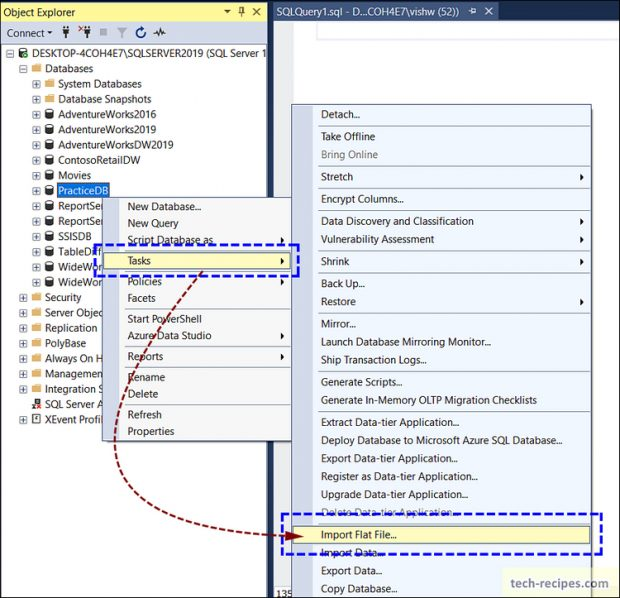 Object Explorer
Connect
DESKTOP-4COH4E7\SQLSERVER2019 (SQL Server 1
Databases
System Databases
Database Snapshots
AdventureWorks2016
AdventureWorks2019
AdventureWorksDW2019
ContosoRetailDW
Movies
PracticeDB
ReportSer
ReportSer
SSISDB
TableDiff
WideWor
WideWor
Security
Server Objec
Replication
PolyBase
Always On H
Managemen
Integration S
SQL Server A
XEvent Profil
New Database...
New Query
Script Database as
Tasks
Policies
Facets
Start PowerShell
Azure Data Studio
Reports
Rename
Delete
Refresh
Properties
SQLQuery1.sql - D...COH4E7\vishw (52))
Detach...
Take Offline
Bring Online
Stretch
Encrypt Columns...
Data Discovery and Classification
Vulnerability Assessment
Shrink
Back Up...
Restore
Mirror...
Launch Database Mirroring Monitor...
Ship Transaction Logs...
Generate Scripts...
Generate In-Memory OLTP Migration Checklists
Extract Data-tier Application...
Deploy Database to Microsoft Azure SQL Database...
Export Data-tier Application...
Register as Data-tier Application...
Upgrade Data-tier Application...
Delete Data-tier Application...
Import Flat File...
Import Data...
Export Data...
Copy Database...
135
tech-recipes.com